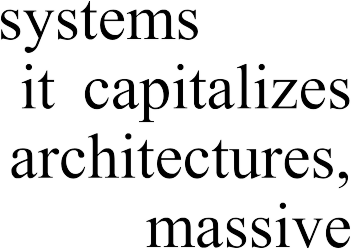 systems
it capitalizes
architectures,
massive